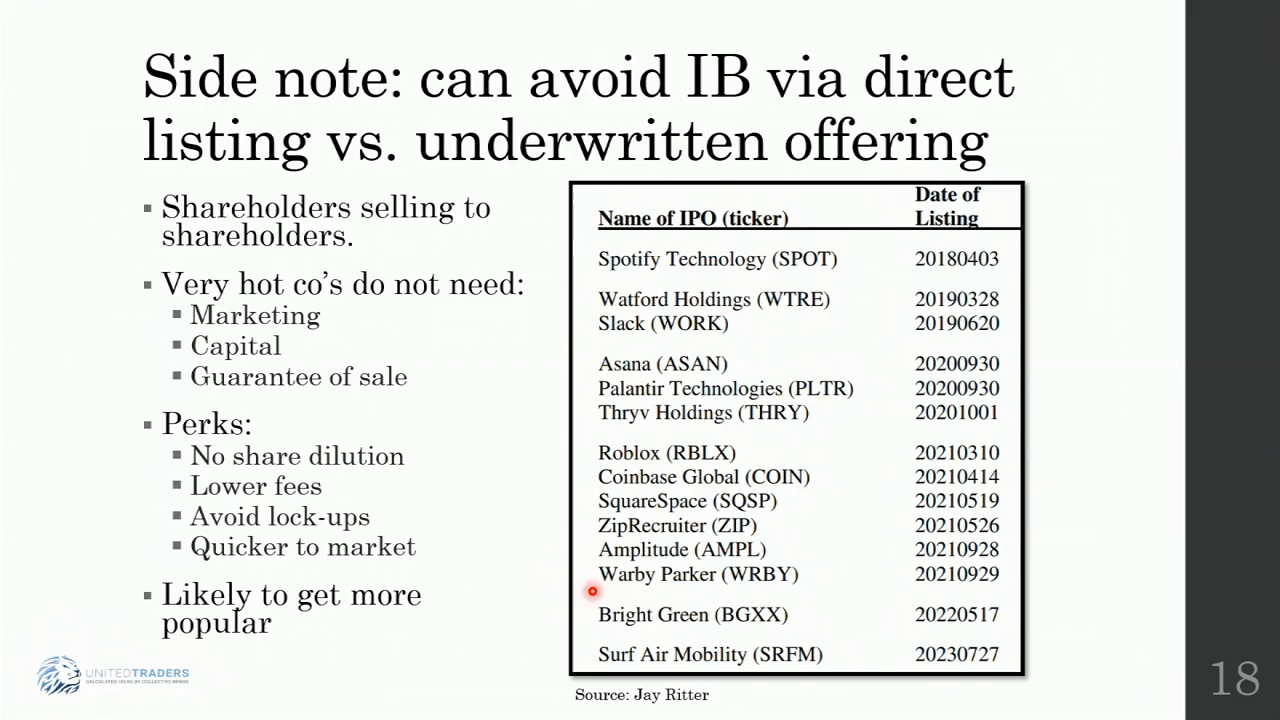 Side note: can avoid IB via direct
listing vs. underwritten offering
Shareholders selling to
shareholders.
Very hot co's do not need:
Marketing
Capital
Guarantee of sale
Perks:
No share dilution
Lower fees
Avoid lock-ups
Quicker to market
Likely to get more
popular
Date of
Name of IPO (ticker) Listing
Spotify Technology (SPOT) 20180403
Watford Holdings (WTRE) 20190328
Slack (WORK) 20190620
Asana (ASAN) 20200930
Palantir Technologies (PLTR) 20200930
Thryv Holdings (THRY) 20201001
Roblox (RBLX) 20210310
Coinbase Global (COIN) 20210414
SquareSpace (SQSP) 20210519
ZipRecruiter (ZIP) 20210526
Amplitude (AMPL) 20210928
Warby Parker (WRBY) 20210929
Bright Green (BGXX) 20220517
Surf Air Mobility (SRFM) 20230727
Source: Jay Ritter
UNITEDTRADERS
CALCULATED IDEAS BY COLLECTIVE MINDS
18